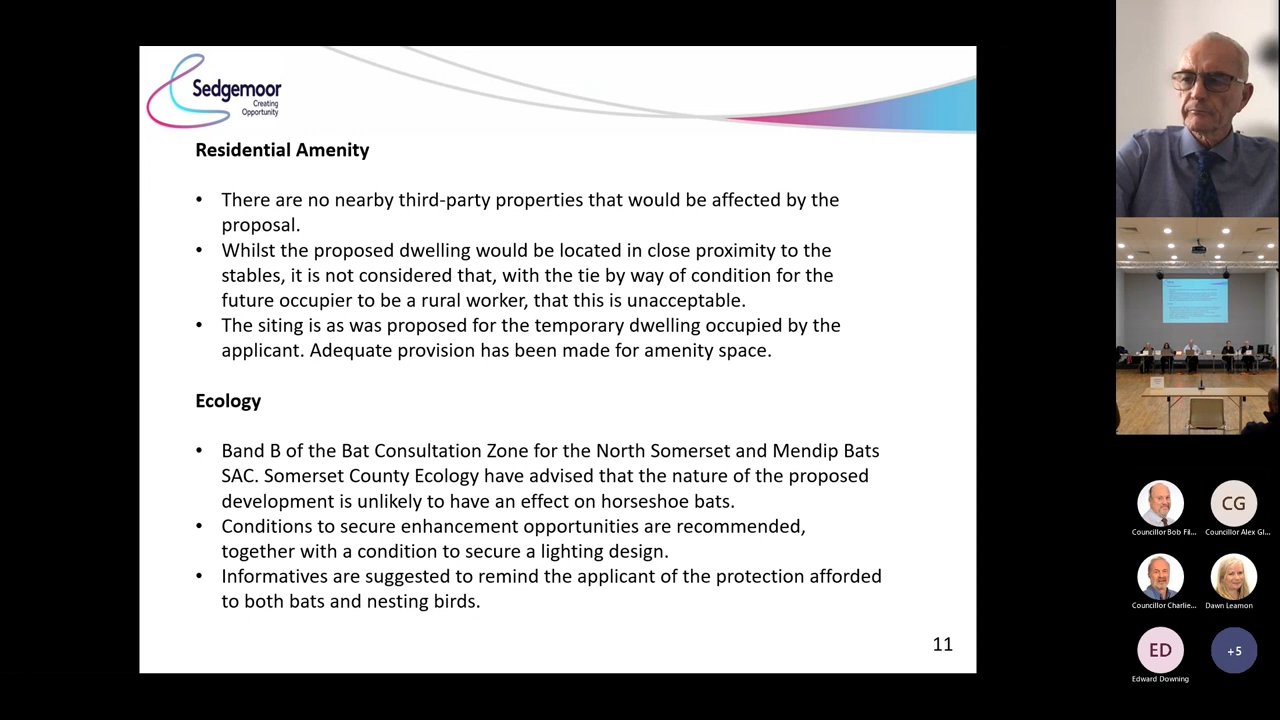 Sedgemoor
Creating
Opportunity
Residential Amenity
• There are no nearby third-party properties that would be affected by the
proposal.
• Whilst the proposed dwelling would be located in close proximity to the
stables, it is not considered that, with the tie by way of condition for the
future occupier to be a rural worker, that this is unacceptable.
• The siting is as was proposed for the temporary dwelling occupied by the
applicant. Adequate provision has been made for amenity space.
Ecology
• Band B of the Bat Consultation Zone for the North Somerset and Mendip Bats
SAC. Somerset County Ecology have advised that the nature of the proposed
development is unlikely to have an effect on horseshoe bats.
• Conditions to secure enhancement opportunities are recommended,
together with a condition to secure a lighting design.
• Informatives are suggested to remind the applicant of the protection afforded
to both bats and nesting birds.
11
CG
Councillor Bob Fil...
Councillor Alex Gl...
Councillor Charlie...
Dawn Leamon
ED
+5
Edward Downing